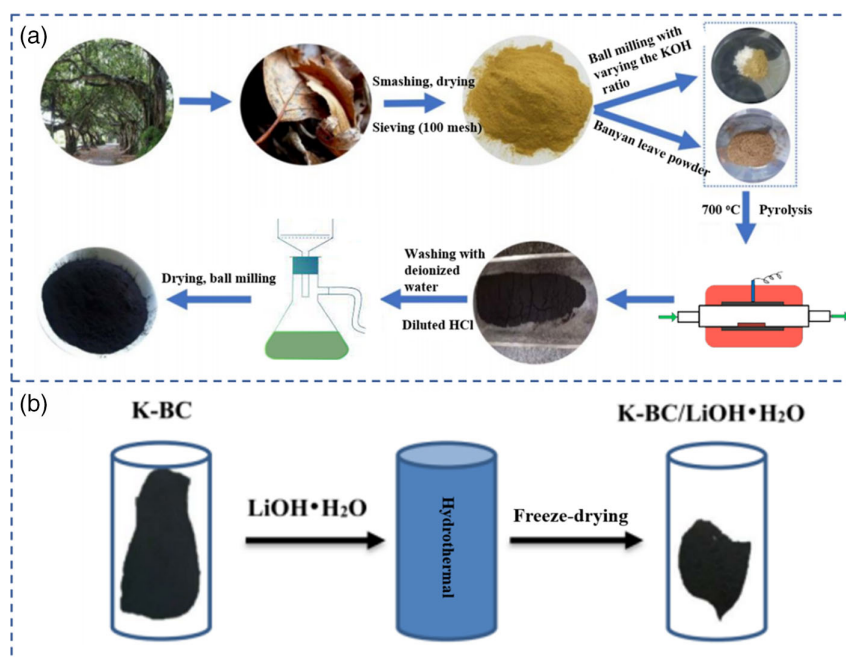 (a)
Smashing, drying
Sieving (100 mesh)
Ball milling with
varying the KOH
ratio
Banyan leave powder
700 °C Pyrolysis
Washing with
deionized
water
Diluted HCl
Drying, ball milling
(b)
K-BC
LiOH•H₂O
Hydrothermal
Freeze-drying
K-BC/LiOH•H₂O